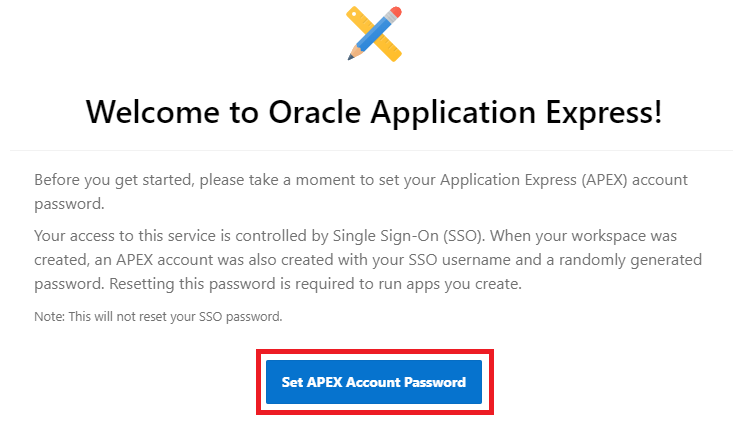 Welcome to Oracle Application Express!
Before you get started, please take a moment to set your Application Express (APEX) account
password.
Your access to this service is controlled by Single Sign-On (SSO). When your workspace was
created, an APEX account was also created with your SSO username and a randomly generated
password. Resetting this password is required to run apps you create.
Note: This will not reset your SSO password.
Set APEX Account Password